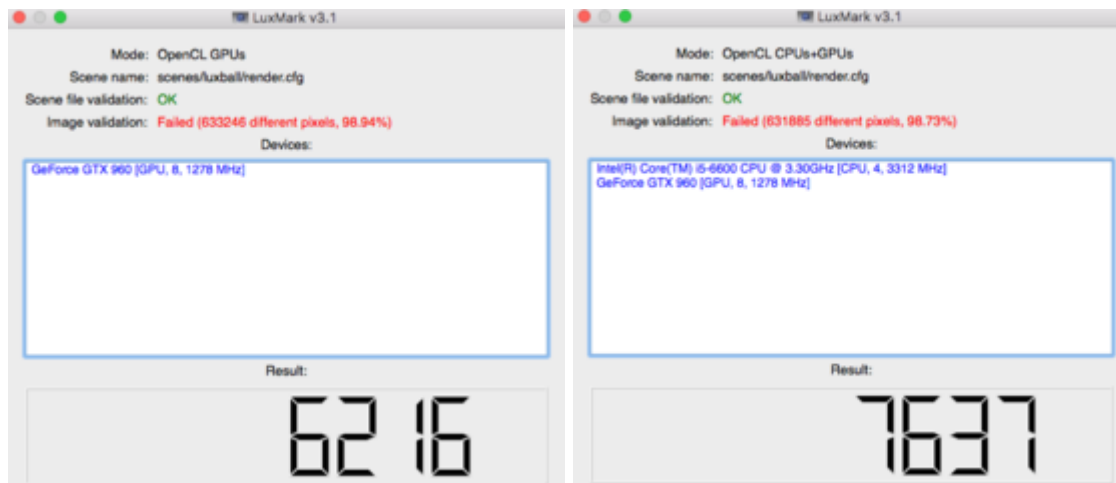 LuxMark v3.1
Mode: OpenCL GPUs
Scene name: scenes/luxball/render.cfg
Scene file validation: OK
Image validation: Failed (633246 different pixels, 98.94%)
Devices:
GeForce GTX 960 [GPU, 8, 1278 MHz]
Result:
6216
LuxMark v3.1
Mode: OpenCL CPUs+GPUs
Scene name: scenes/luxball/render.cfg
Scene file validation: OK
Image validation: Failed (631885 different pixels, 98.73%)
Devices:
Intel(R) Core(TM) i5-6600 CPU @ 3.30GHz [CPU, 4, 3312 MHz]
GeForce GTX 960 [GPU, 8, 1278 MHz]
Result:
7637